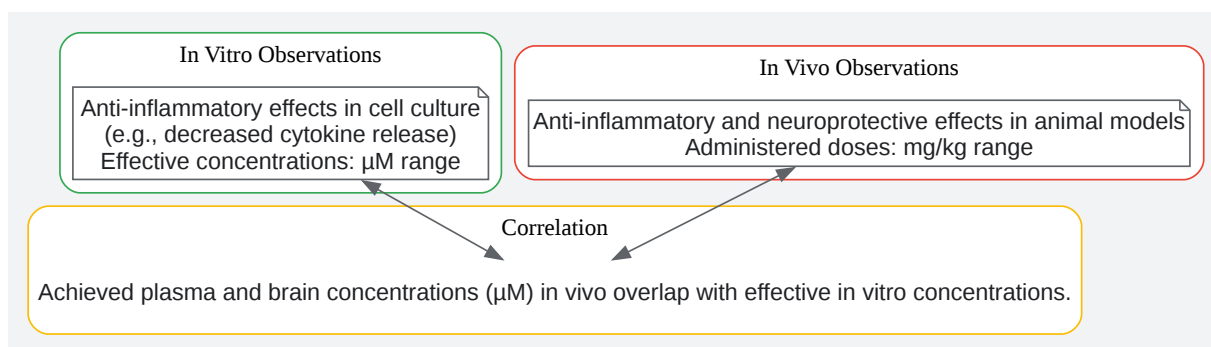 In Vitro Observations
Anti-inflammatory effects in cell culture
(e.g., decreased cytokine release)
Effective concentrations: µM range
In Vivo Observations
Anti-inflammatory and neuroprotective effects in animal models
Administered doses: mg/kg range
Correlation
Achieved plasma and brain concentrations (µM) in vivo overlap with effective in vitro concentrations.